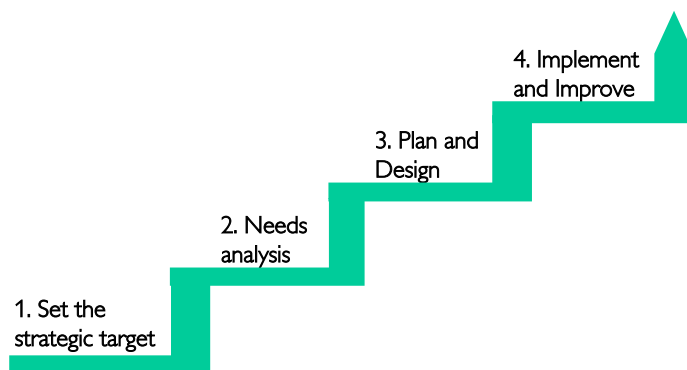 1. Set the
strategic target
2. Needs
analysis
3. Plan and
Design
4. Implement
and Improve